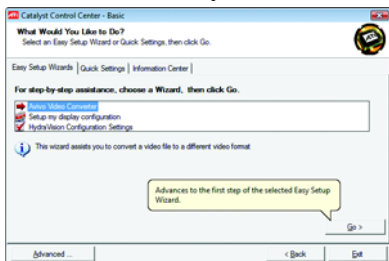 Catalyst Control Center - Basic
What Would You Like to Do?
Select an Easy Setup Wizard or Quick Settings, then click Go.
ATI
Easy Setup Wizards
Quick Settings
Information Center
For step-by-step assistance, choose a Wizard, then click Go.
Avivo Video Converter
Setup my display configuration
HydraVision Configuration Settings
This wizard assists you to convert a video file to a different video format
Advances to the first step of the selected Easy Setup
Wizard.
Go >
Advanced ...
< Back
Exit